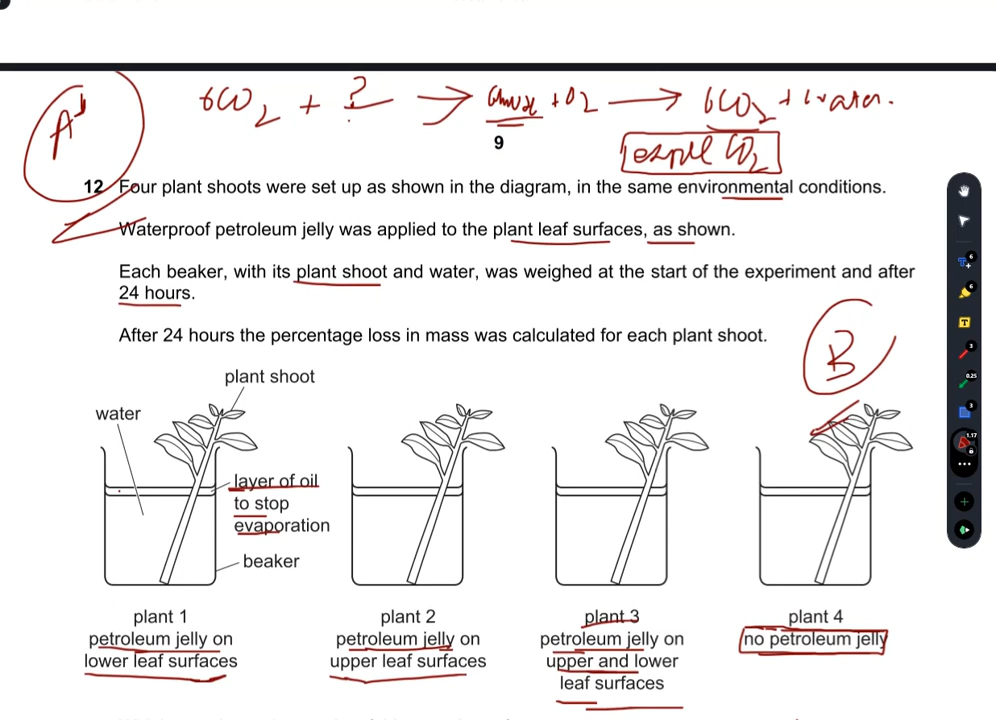 6CO2 + ? → Glucose + O2 → 6CO2 + water.
9
expel CO2
12 Four plant shoots were set up as shown in the diagram, in the same environmental conditions.
Waterproof petroleum jelly was applied to the plant leaf surfaces, as shown.
Each beaker, with its plant shoot and water, was weighed at the start of the experiment and after
24 hours.
After 24 hours the percentage loss in mass was calculated for each plant shoot.
B
plant shoot
water
layer of oil
to stop
evaporation
beaker
plant 1
petroleum jelly on
lower leaf surfaces
plant 2
petroleum jelly on
upper leaf surfaces
plant 3
petroleum jelly on
upper and lower
leaf surfaces
plant 4
no petroleum jelly